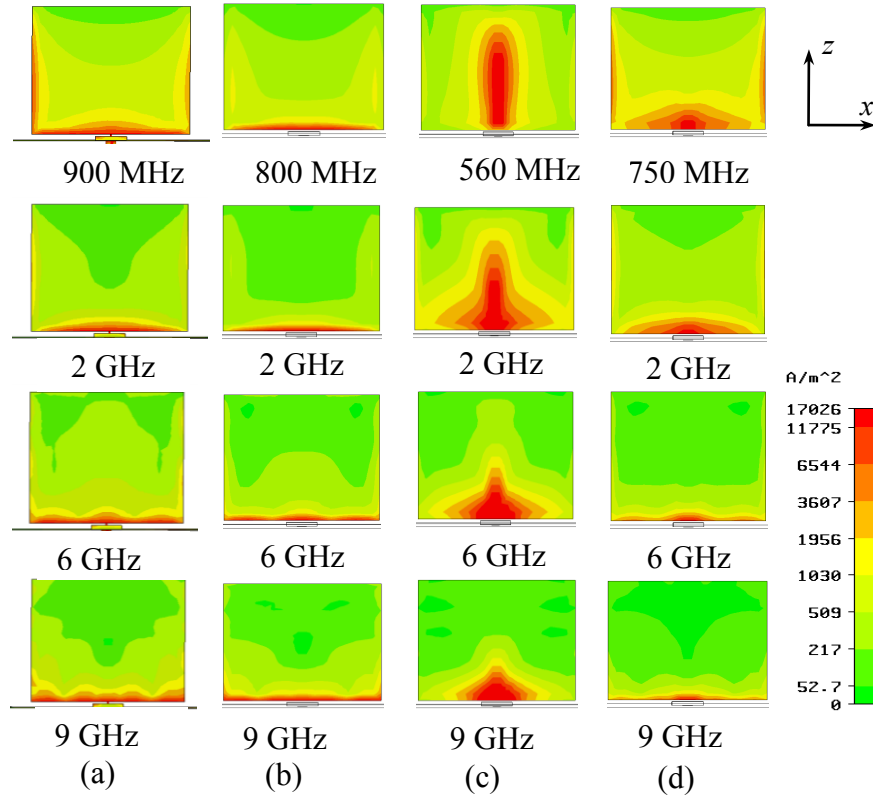 z
x
900 MHz 800 MHz 560 MHz 750 MHz
2 GHz 2 GHz 2 GHz 2 GHz
A/m^2
17026
11775
6544
3607
1956
1030
509
217
52.7
0
6 GHz 6 GHz 6 GHz 6 GHz
9 GHz 9 GHz 9 GHz 9 GHz
(a) (b) (c) (d)